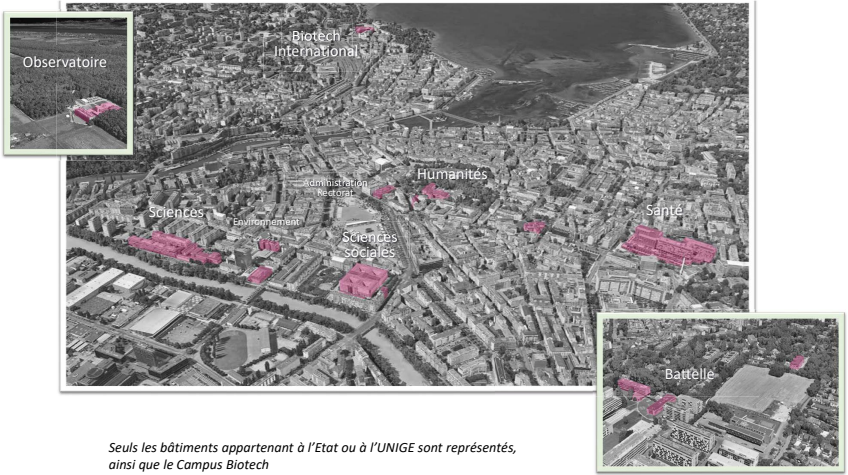 Observatoire
Biotech
International
Administration
Rectorat
Humanités
Sciences
Environnement
Sciences
sociales
Santé
Battelle
Seuls les bâtiments appartenant à l’Etat ou à l’UNIGE sont représentés,
ainsi que le Campus Biotech